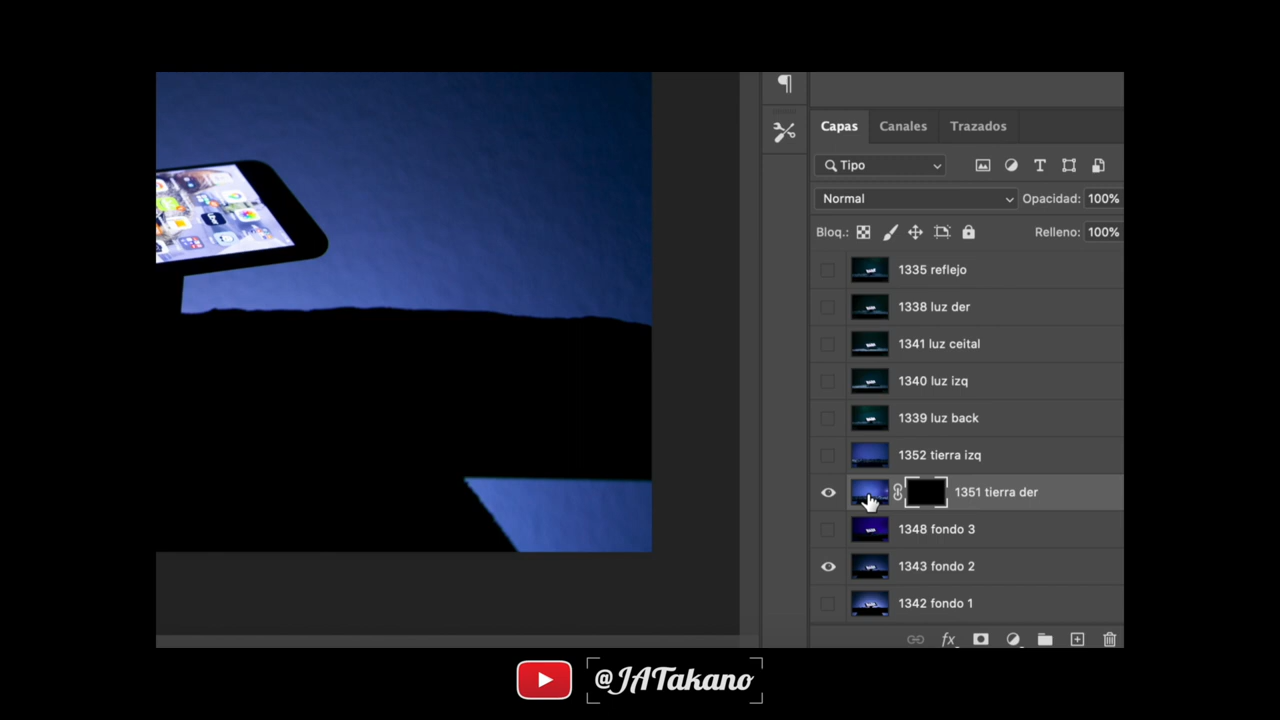 Capas Canales Trazados
Tipo
Normal Opacidad: 100%
Bloq.: Relleno: 100%
1335 reflejo
1338 luz der
1341 luz ceital
1340 luz izq
1339 luz back
1352 tierra izq
1351 tierra der
1348 fondo 3
1343 fondo 2
1342 fondo 1
fx
@JATakano